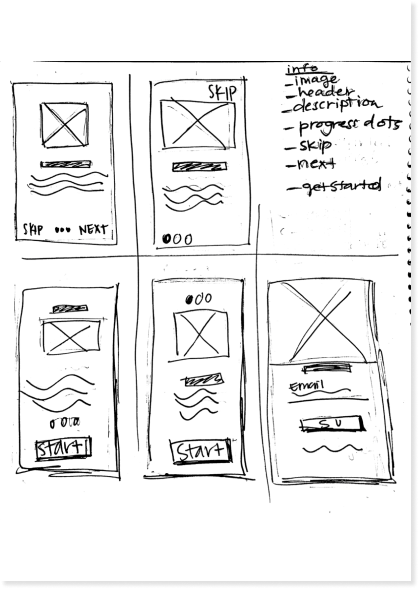 SKIP
info
- image
- header
- description
- progress dots
- skip
- next
- get started
SKIP ••• NEXT
start
Start
Email
SU